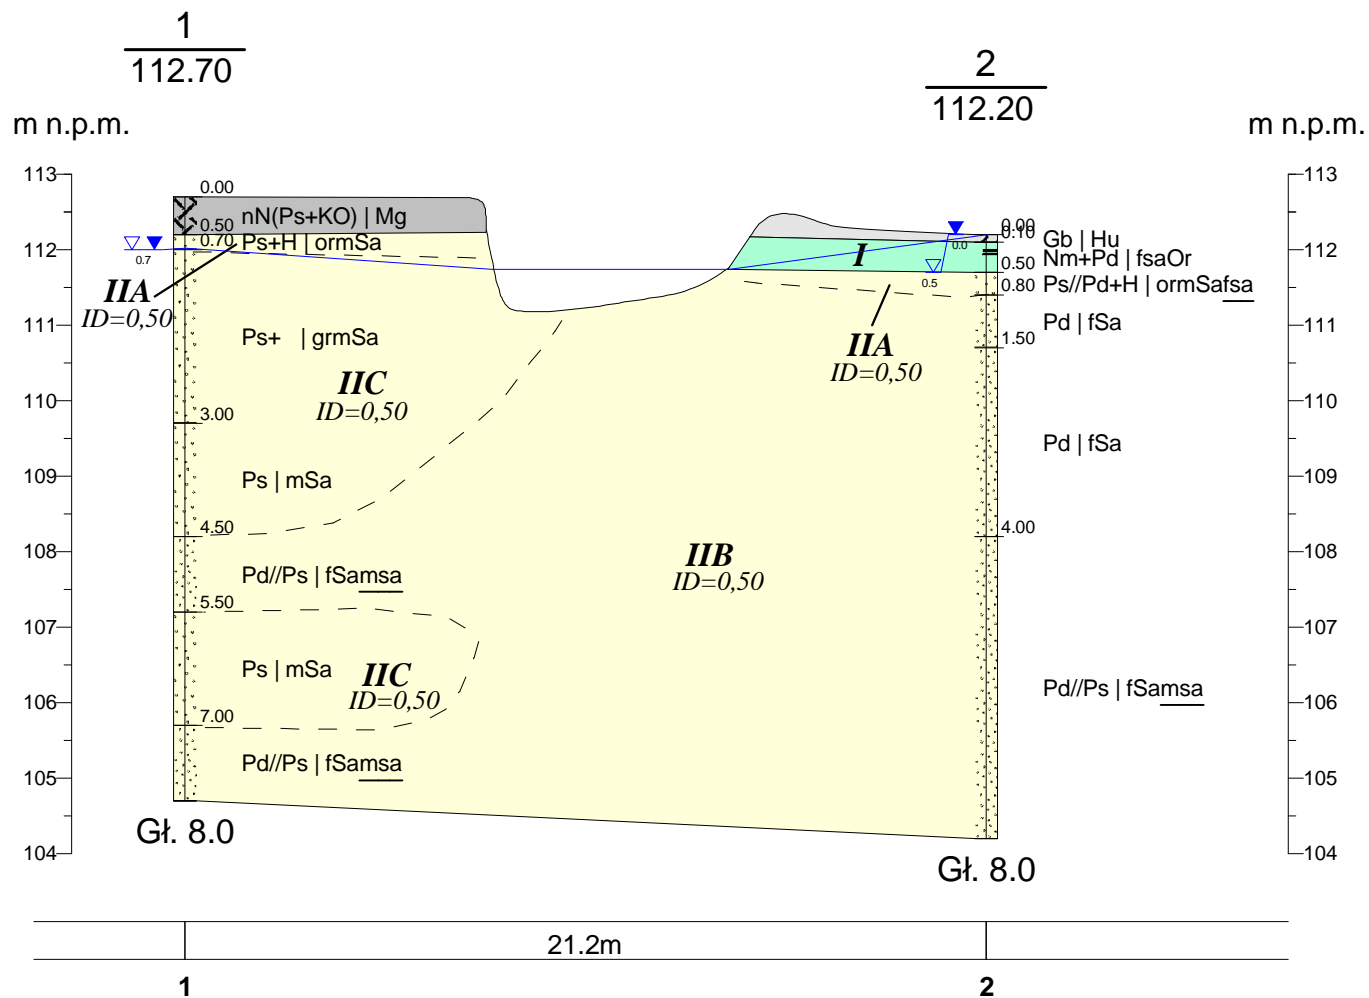 1
112.70
2
112.20
m n.p.m.
m n.p.m.
113
112
111
110
109
108
107
106
105
104
0.00
nN(Ps+KO) | Mg
0.50
Ps+H | ormSa
0.70
0.7
IIA
ID=0,50
Ps+ | grmSa
IIC
ID=0,50
3.00
Ps | mSa
4.50
Pd//Ps | fSamsa
5.50
Ps | mSa
IIC
ID=0,50
7.00
Pd//Ps | fSamsa
Gł. 8.0
IIB
ID=0,50
I
IIA
ID=0,50
0.0
0.5
0.00
0.10
Gb | Hu
Nm+Pd | fsaOr
0.50
Ps//Pd+H | ormSafsa
0.80
Pd | fSa
1.50
Pd | fSa
4.00
Pd//Ps | fSamsa
Gł. 8.0
113
112
111
110
109
108
107
106
105
104
21.2m
1
2